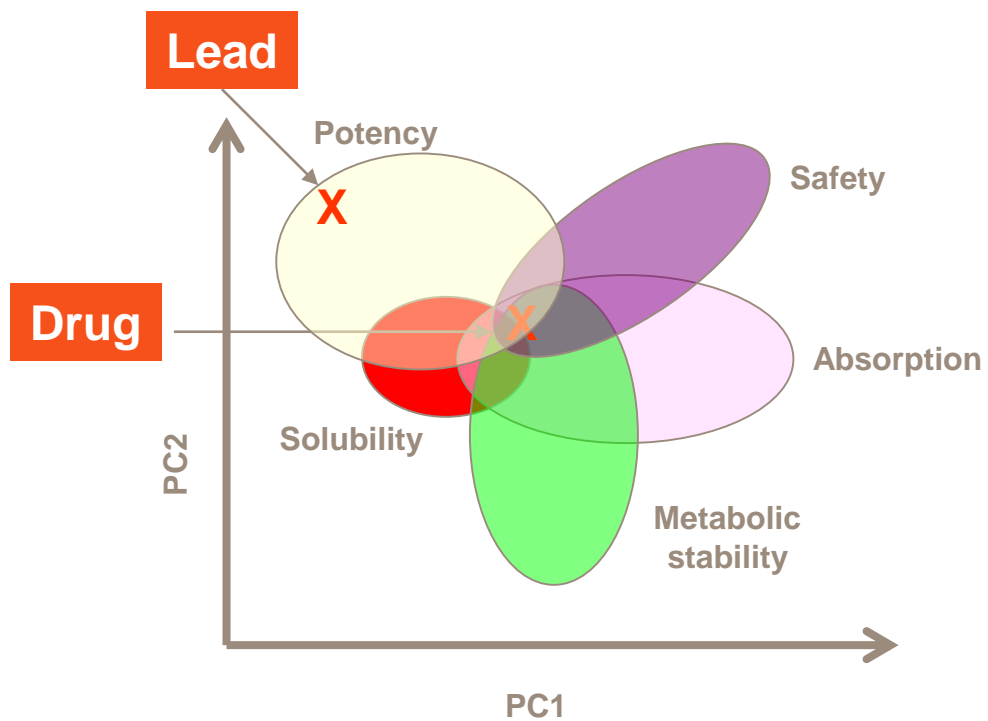 Lead
Potency
Safety
X
Drug
X
Absorption
Solubility
PC2
Metabolic
stability
PC1